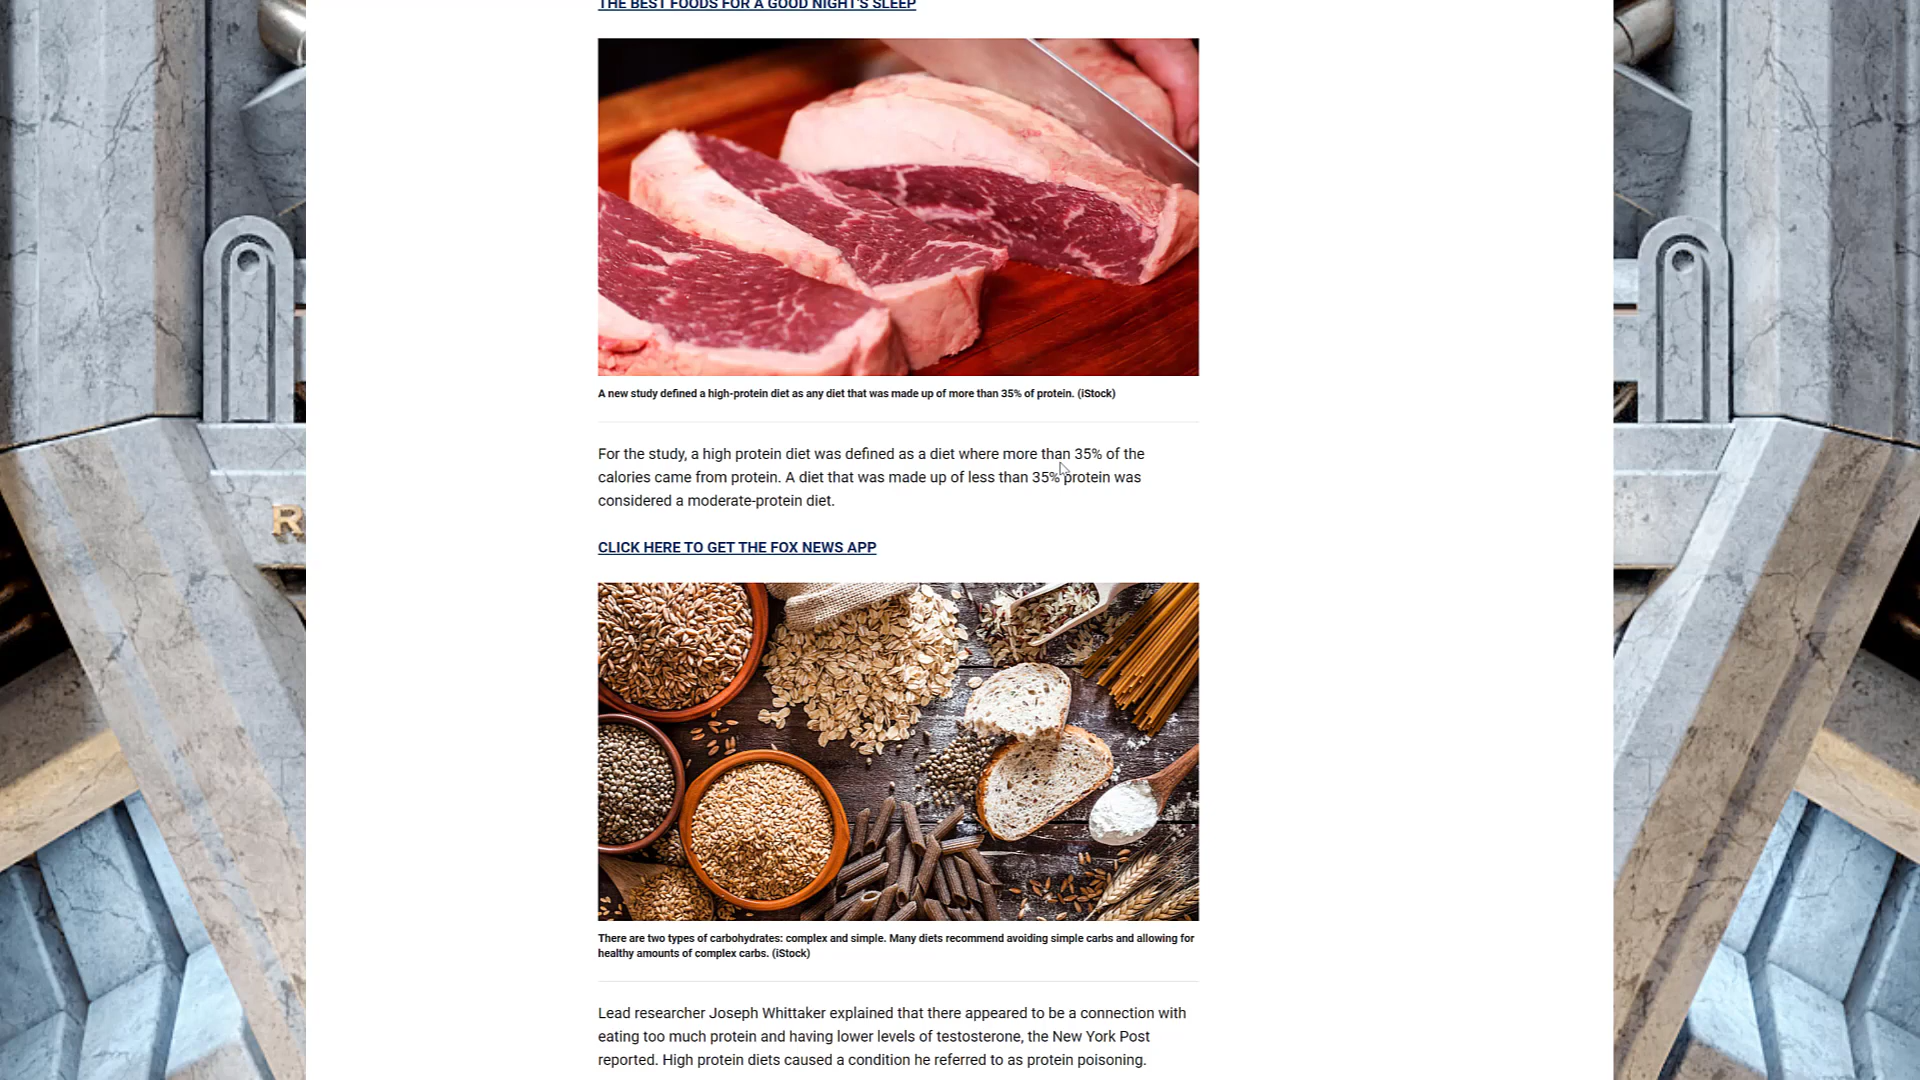 THE BEST FOODS FOR A GOOD NIGHT'S SLEEP
A new study defined a high-protein diet as any diet that was made up of more than 35% of protein. (iStock)
For the study, a high protein diet was defined as a diet where more than 35% of the
calories came from protein. A diet that was made up of less than 35% protein was
considered a moderate-protein diet.
R
CLICK HERE TO GET THE FOX NEWS APP
There are two types of carbohydrates: complex and simple. Many diets recommend avoiding simple carbs and allowing for
healthy amounts of complex carbs. (iStock)
Lead researcher Joseph Whittaker explained that there appeared to be a connection with
eating too much protein and having lower levels of testosterone, the New York Post
reported. High protein diets caused a condition he referred to as protein poisoning.